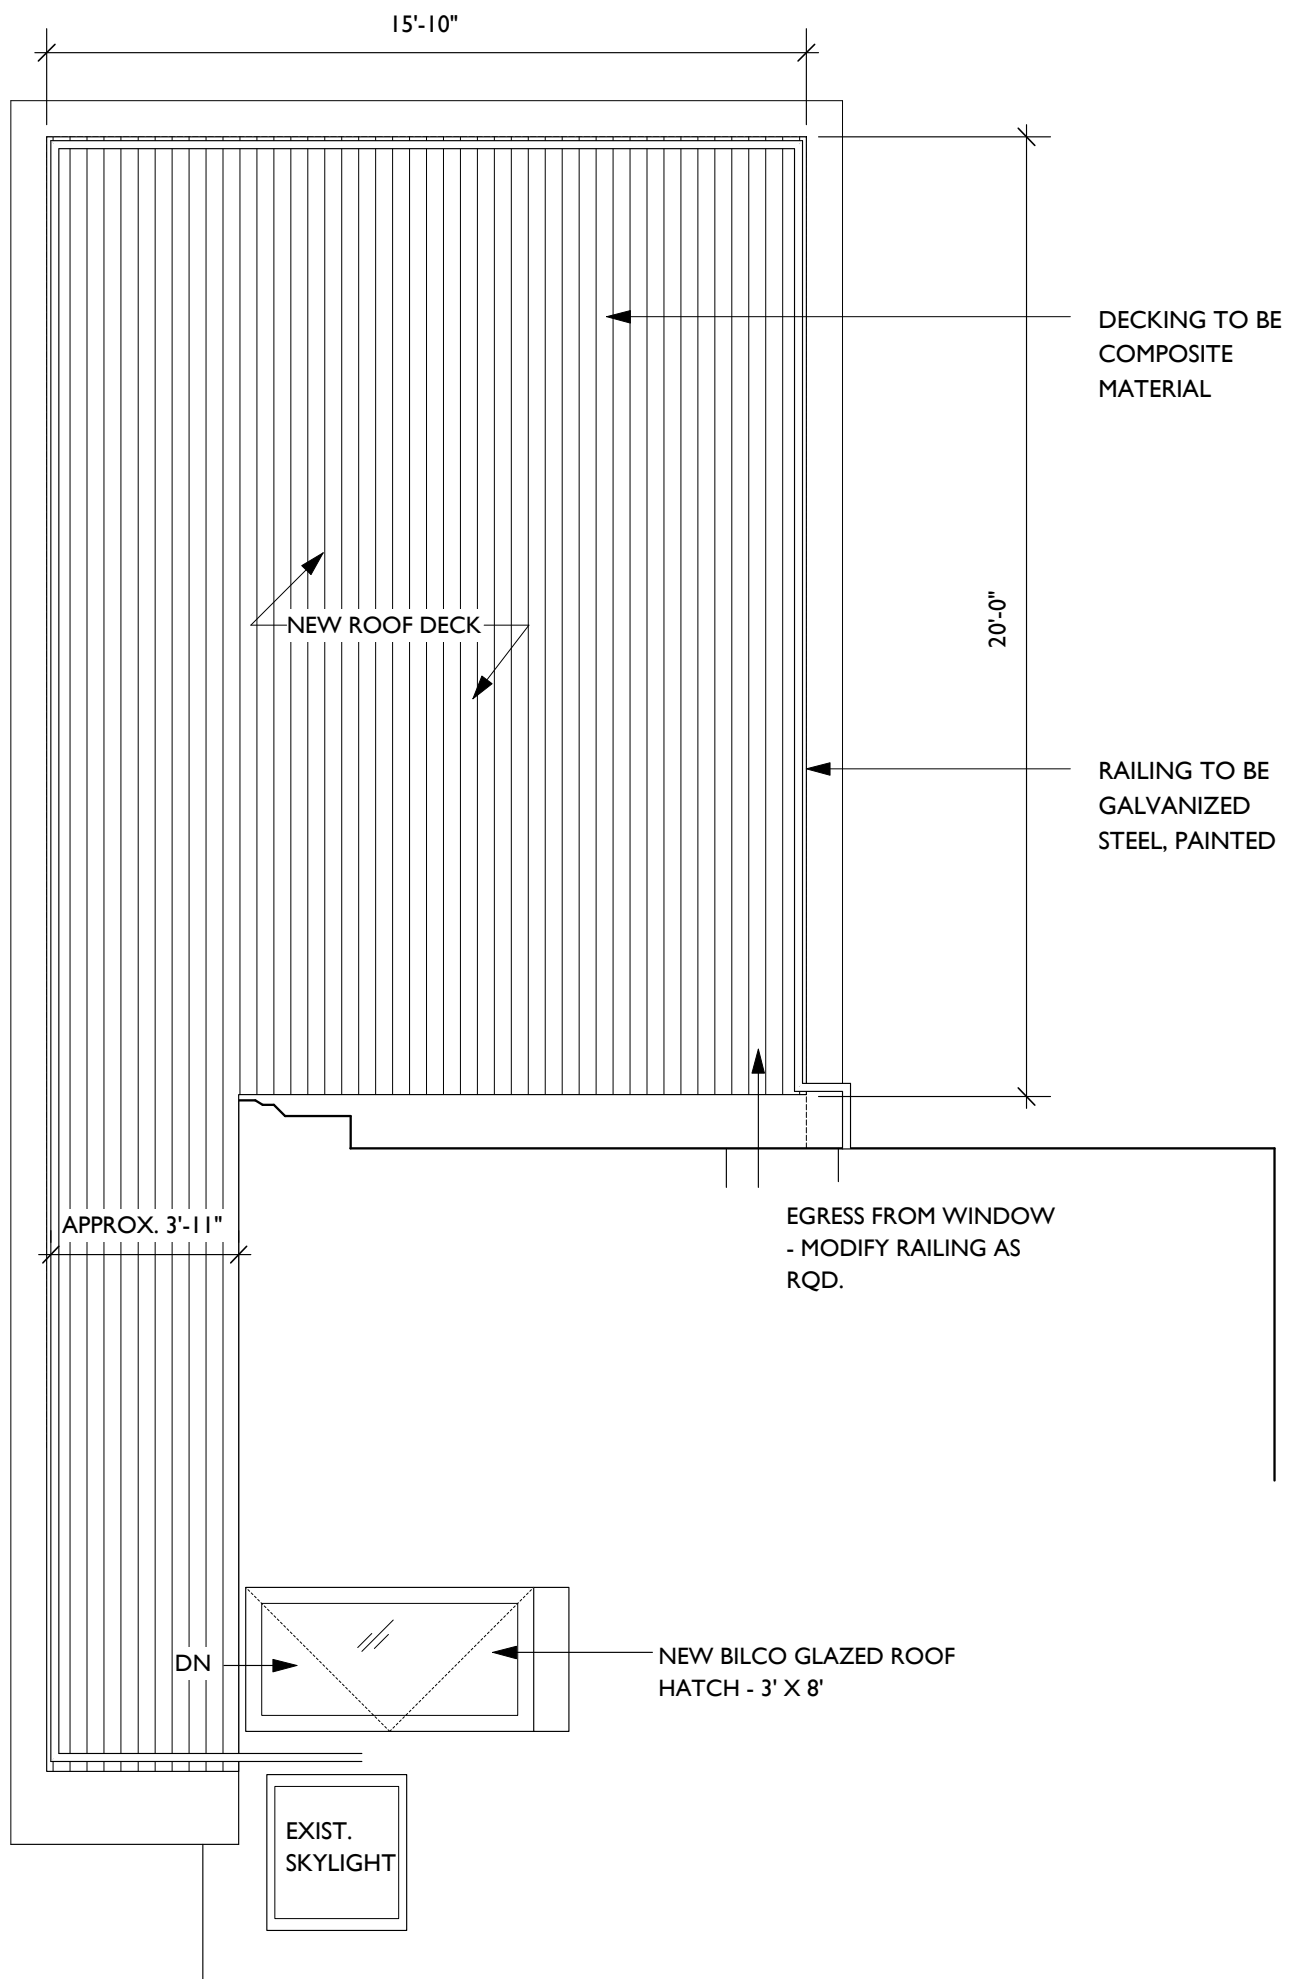 15'-10"
DECKING TO BE
COMPOSITE
MATERIAL
NEW ROOF DECK
20'-0"
RAILING TO BE
GALVANIZED
STEEL, PAINTED
APPROX. 3'-11"
EGRESS FROM WINDOW
- MODIFY RAILING AS
RQD.
DN
NEW BILCO GLAZED ROOF
HATCH - 3' X 8'
EXIST.
SKYLIGHT